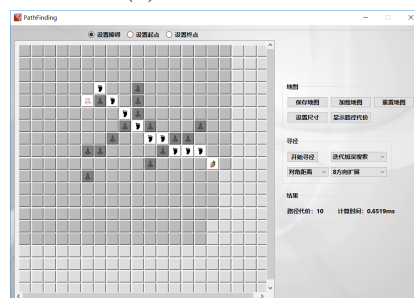 PathFinding
设置障碍 设置起点 设置终点
地图
保存地图 加载地图 重置地图
设置尺寸 显示路径代价
寻径
开始寻径 迭代加深搜索
对角距离 8方向扩展
结果
路径代价: 10 计算时间: 0.6519ms